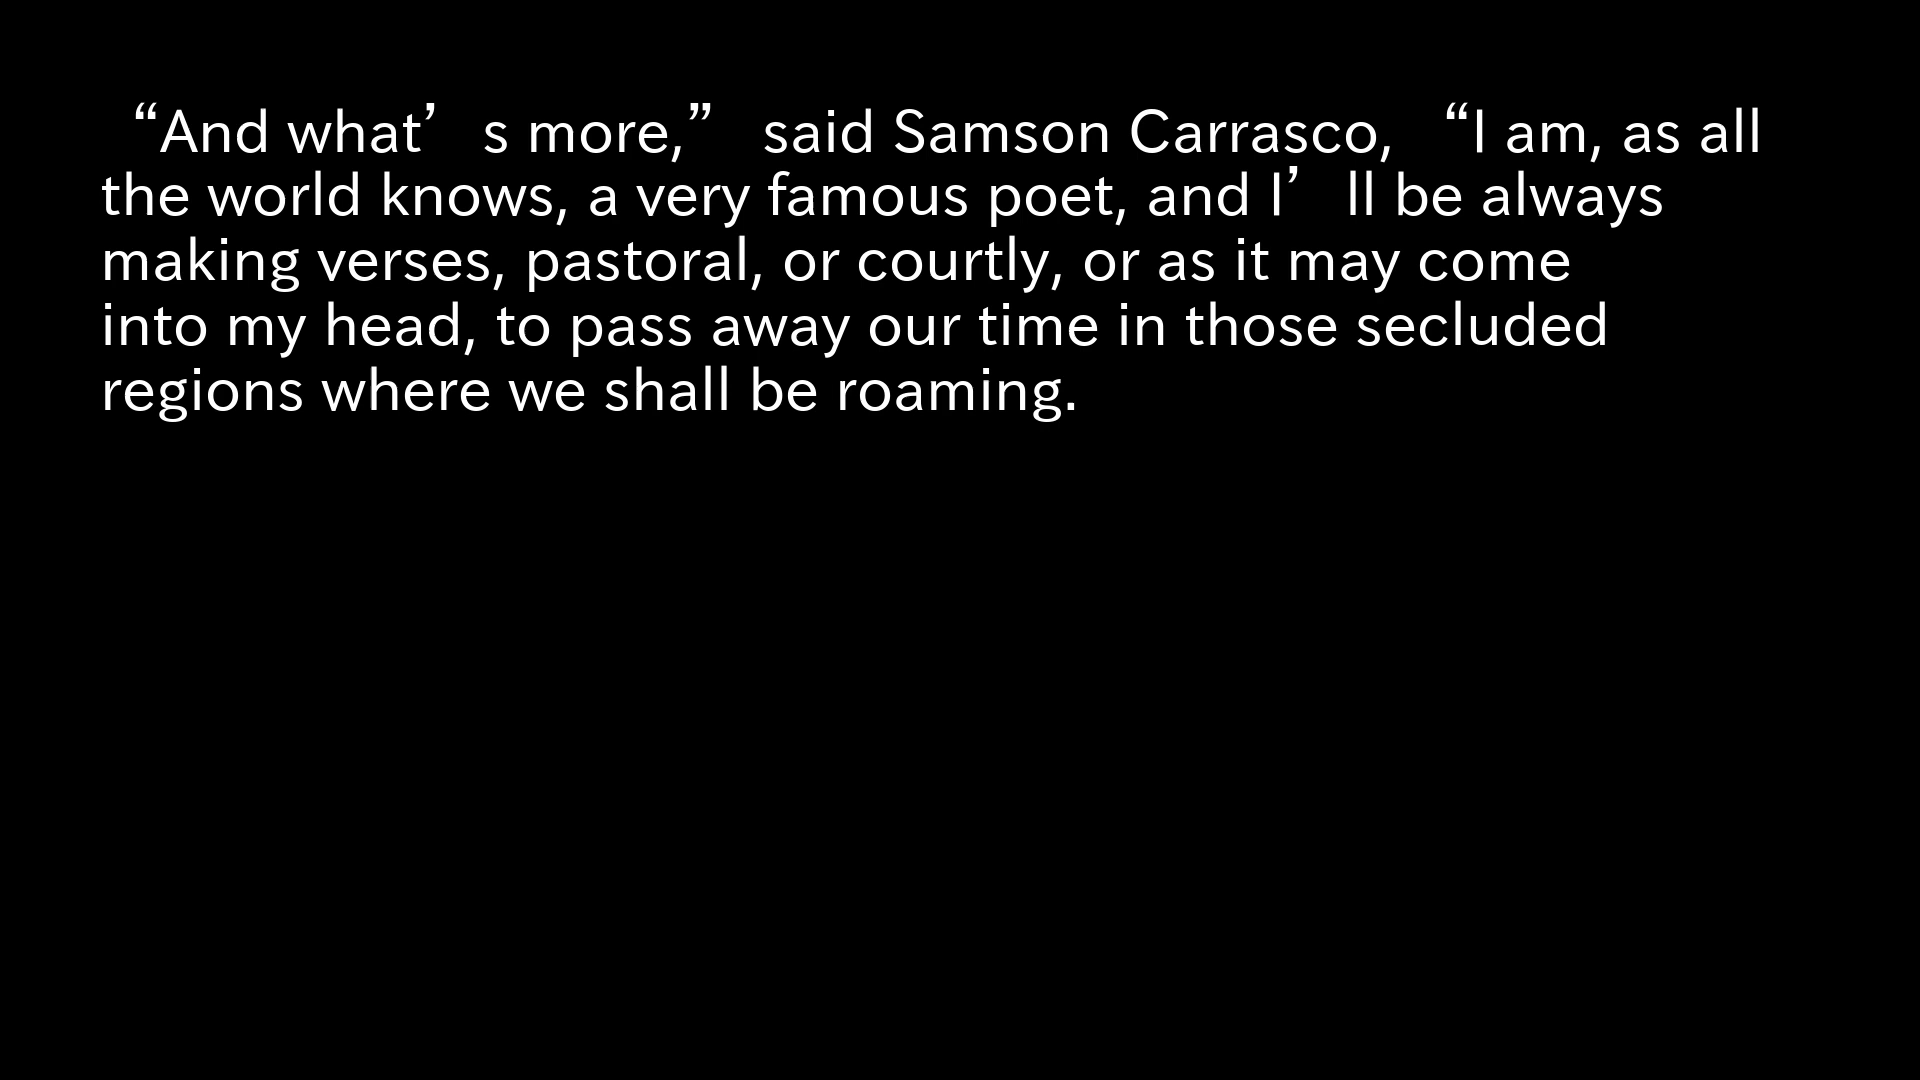 “And what’s more,” said Samson Carrasco, “I am, as all
the world knows, a very famous poet, and I’ll be always
making verses, pastoral, or courtly, or as it may come
into my head, to pass away our time in those secluded
regions where we shall be roaming.